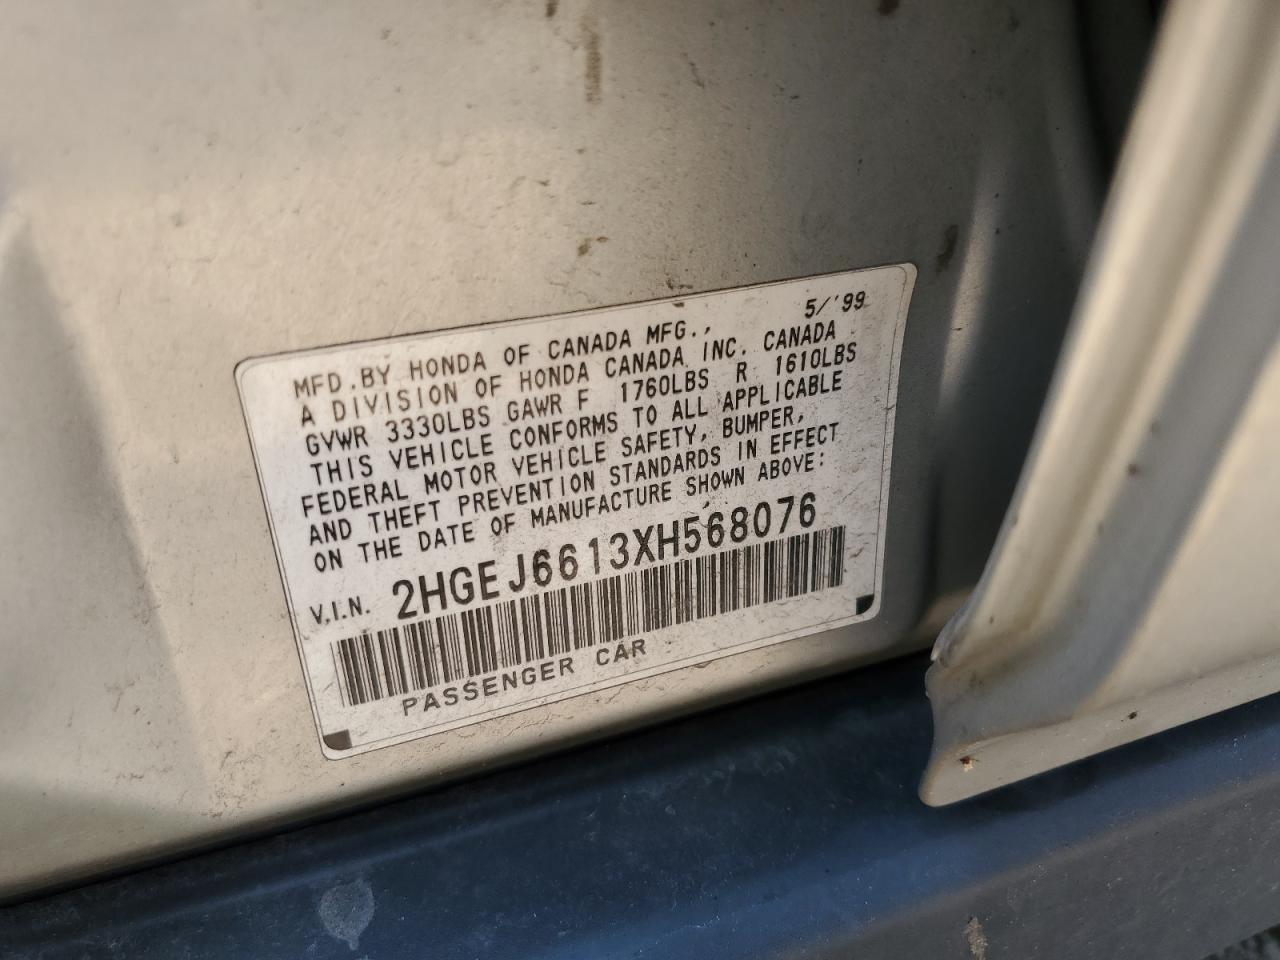 5/'99
MFD.BY HONDA OF CANADA MFG.,
A DIVISION OF HONDA CANADA INC. CANADA
GVWR 3330LBS GAWR F 1760LBS R 1610LBS
THIS VEHICLE CONFORMS TO ALL APPLICABLE
FEDERAL MOTOR VEHICLE SAFETY, BUMPER,
AND THEFT PREVENTION STANDARDS IN EFFECT
ON THE DATE OF MANUFACTURE SHOWN ABOVE:
V.I.N. 2HGEJ6613XH568076
PASSENGER CAR